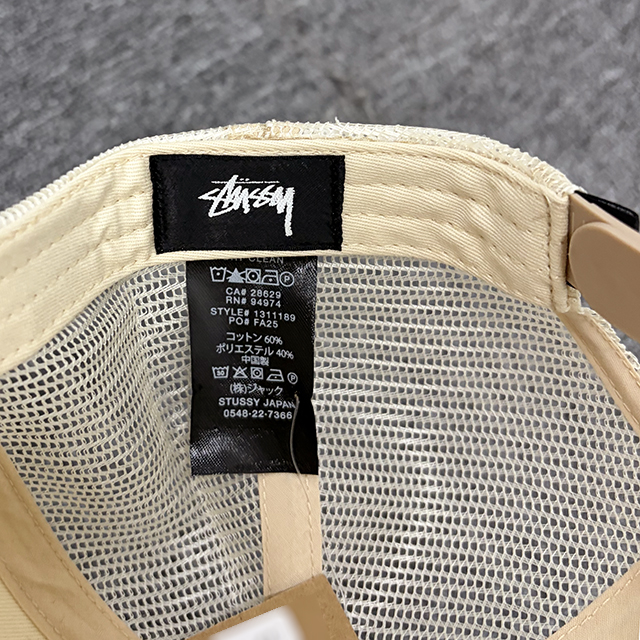 STÜSSY
DRY CLEAN
CA# 28629
RN# 94974
STYLE# 1311189
PO# FA25
コットン 60%
ポリエステル 40%
中国製
(株)ジャック
STUSSY JAPAN
0548-22-7366